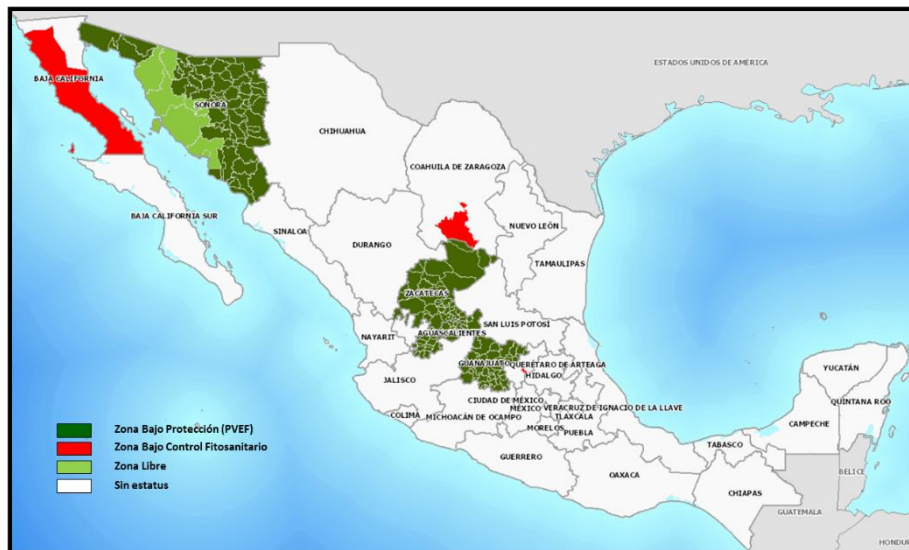 ESTADOS UNIDOS DE AMÉRICA
BAJA CALIFORNIA
SONORA
CHIHUAHUA
COAHUILA DE ZARAGOZA
BAJA CALIFORNIA SUR
SINALOA
DURANGO
NUEVO LEÓN
TAMAULIPAS
ZACATECAS
SAN LUIS POTOSI
NAYARIT
AGUASCALIENTES
GUANAJUATO
QUERÉTARO DE ARTEAGA
HIDALGO
JALISCO
CIUDAD DE MÉXICO
COLIMA
MICHOACÁN DE OCAMPO
MÉXICO
VERACRUZ DE IGNACIO DE LA LLAVE
TLAXCALA
MORELOS
PUEBLA
GUERRERO
OAXACA
TABASCO
CHIAPAS
CAMPECHE
YUCATÁN
QUINTANA ROO
BELICE
GUATEMALA
HONDUR
Zona Bajo Protección (PVEF)
Zona Bajo Control Fitosanitario
Zona Libre
Sin estatus